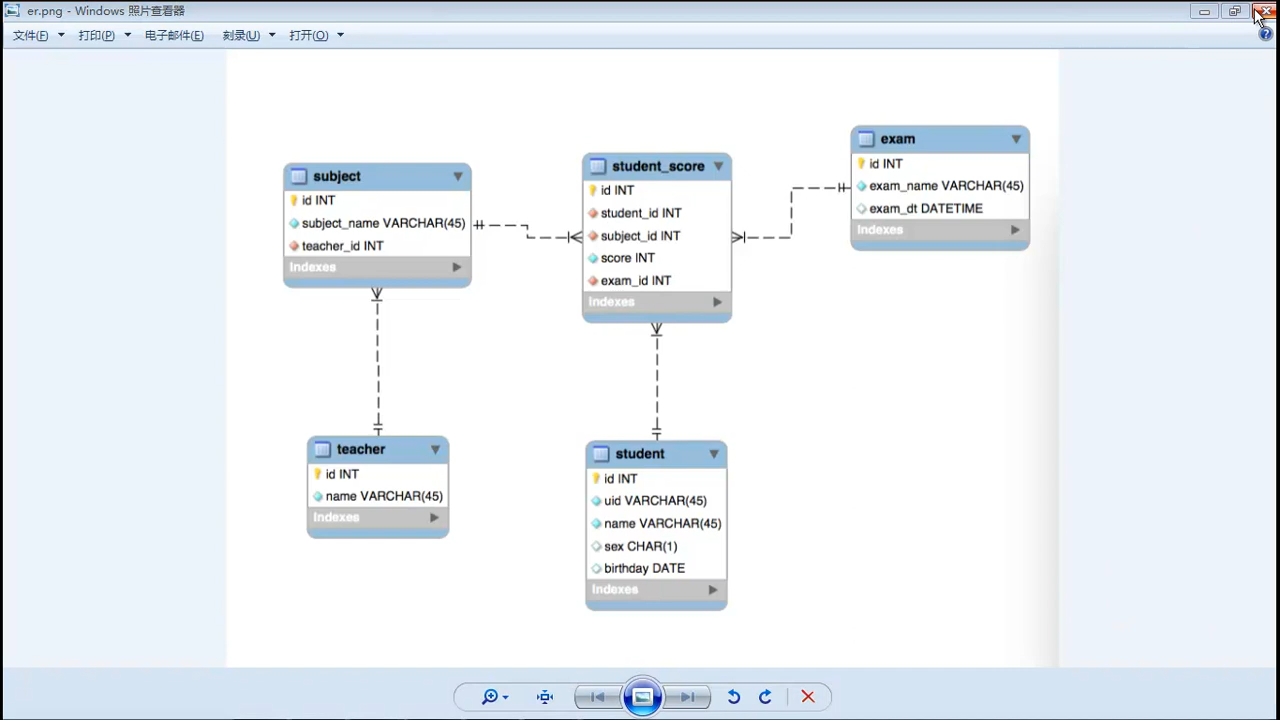 er.png - Windows 照片查看器
文件(F) 打印(P) 电子邮件(E) 刻录(U) 打开(O)
subject
id INT
subject_name VARCHAR(45)
teacher_id INT
Indexes
student_score
id INT
student_id INT
subject_id INT
score INT
exam_id INT
Indexes
exam
id INT
exam_name VARCHAR(45)
exam_dt DATETIME
Indexes
teacher
id INT
name VARCHAR(45)
Indexes
student
id INT
uid VARCHAR(45)
name VARCHAR(45)
sex CHAR(1)
birthday DATE
Indexes